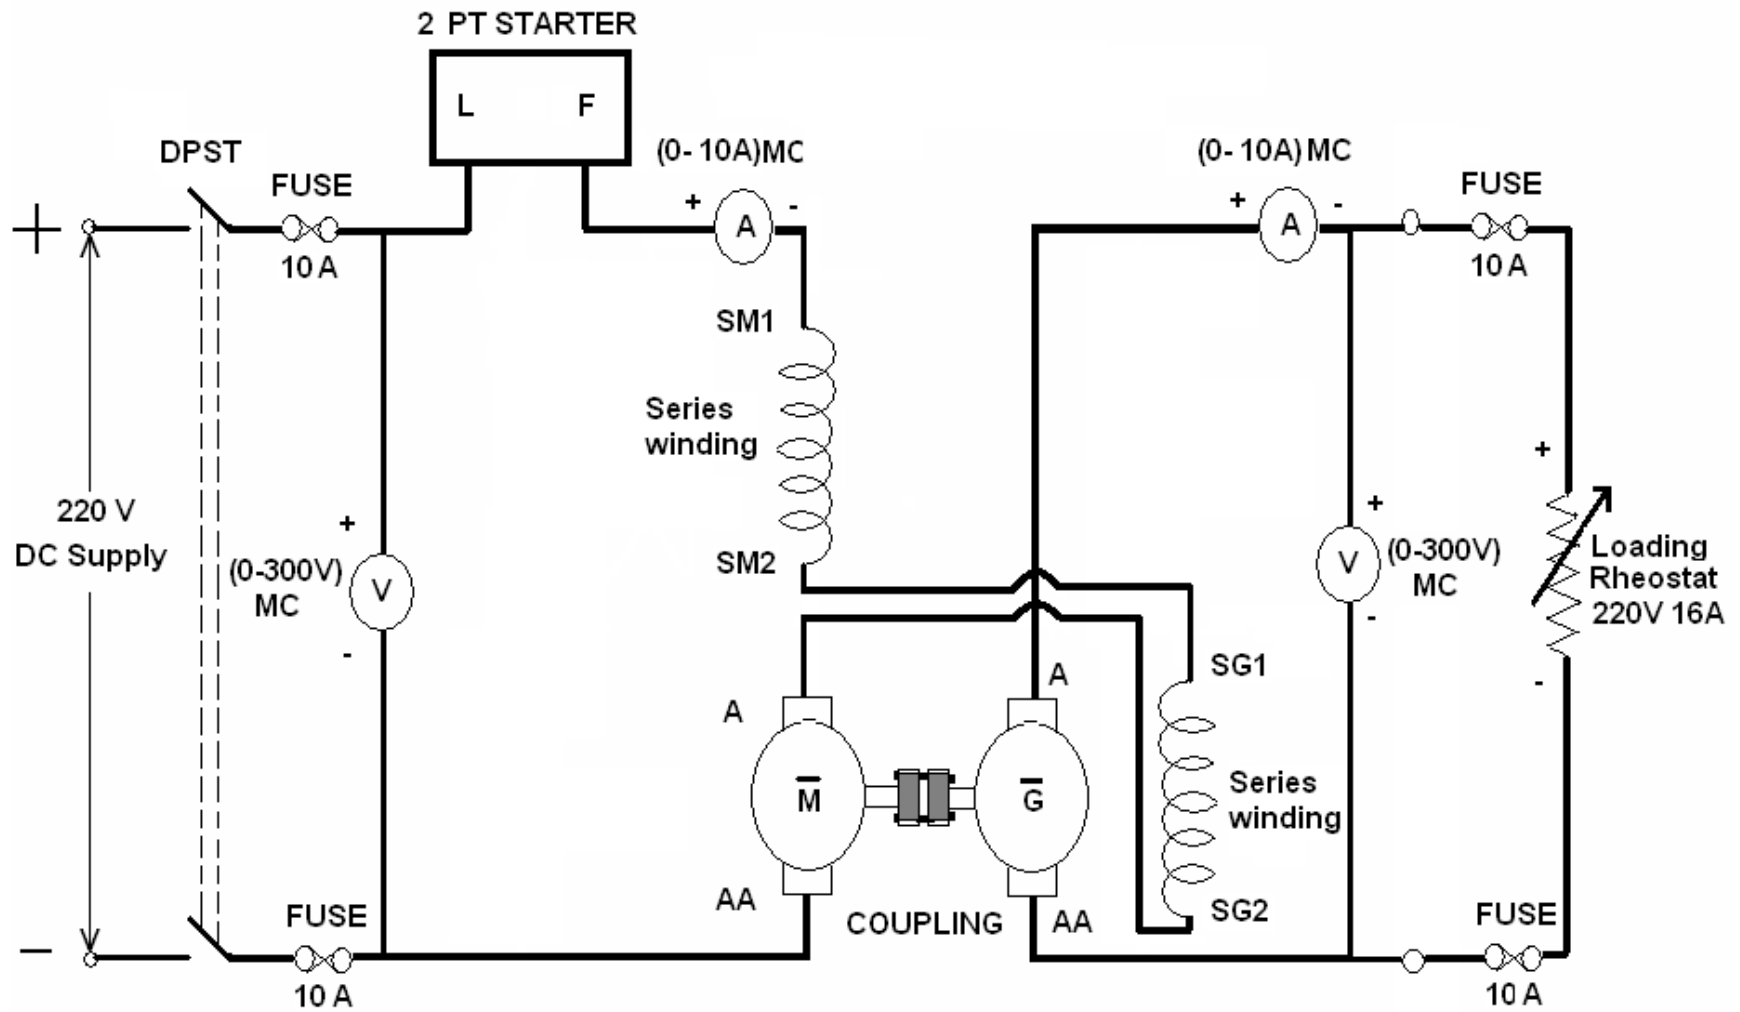 2 PT STARTER
L F
DPST
FUSE
10 A
+
220 V
DC Supply
-
(0- 10A) MC
+ A -
+
(0-300V)
MC
V
-
SM1
Series
winding
SM2
A
M
AA
FUSE
10 A
COUPLING
A
G
AA
SG1
Series
winding
SG2
(0- 10A) MC
+ A -
FUSE
10 A
+
V
(0-300V)
MC
-
+
Loading
Rheostat
220V 16A
-
FUSE
10 A